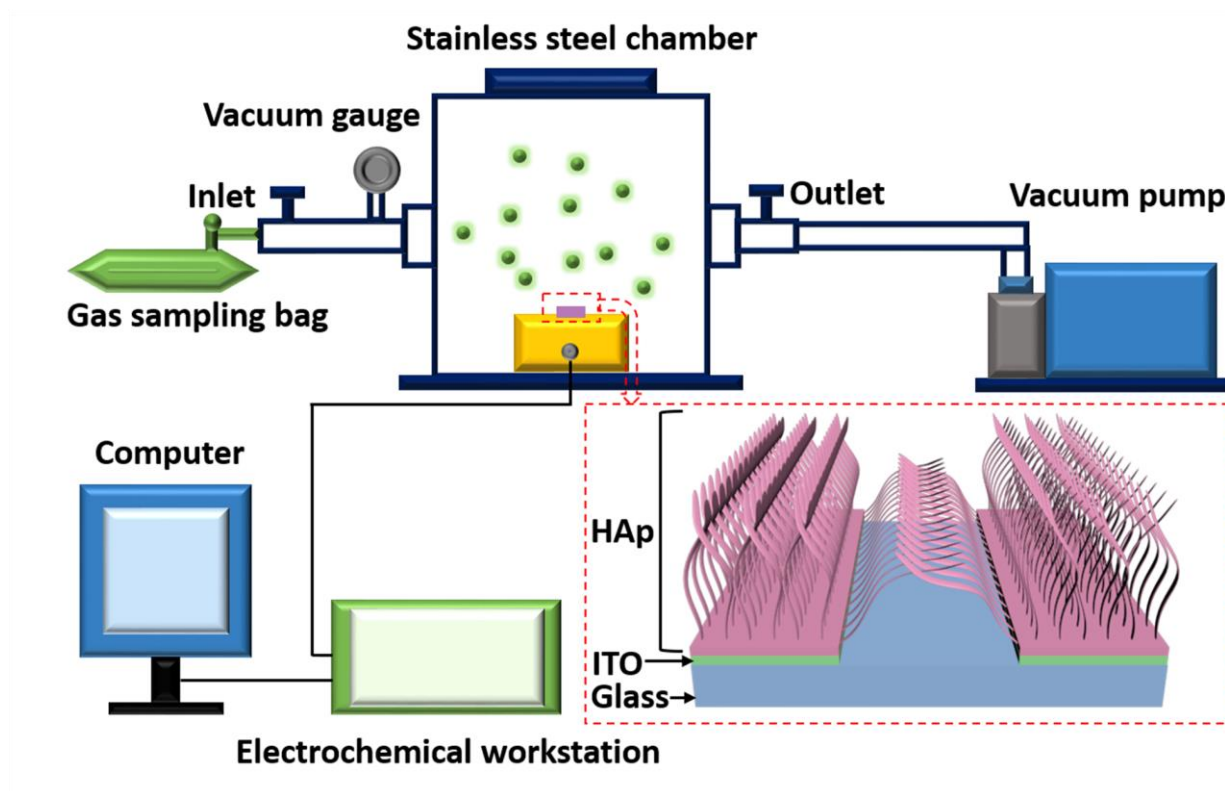 Stainless steel chamber
Vacuum gauge
Inlet
Outlet
Vacuum pump
Gas sampling bag
Computer
HAp
ITO
Glass
Electrochemical workstation